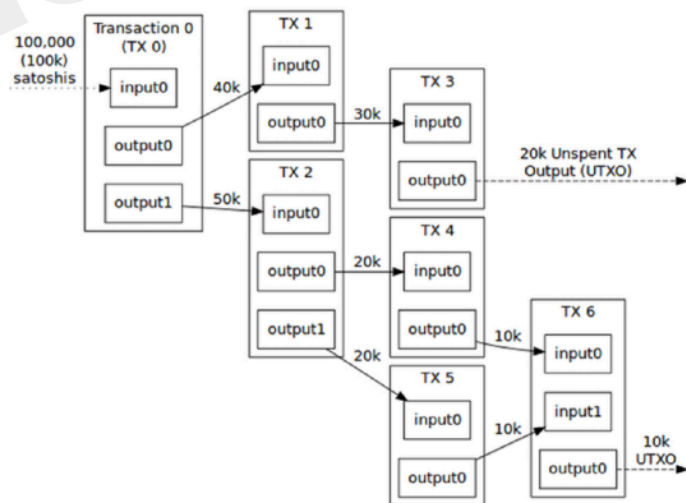 100,000
(100k)
satoshis
Transaction 0
(TX 0)
input0
output0
output1
40k
50k
TX 1
input0
output0
30k
TX 2
input0
output0
output1
20k
20k
TX 3
input0
output0
20k Unspent TX
Output (UTXO)
TX 4
input0
output0
10k
TX 5
input0
output0
10k
TX 6
input0
input1
output0
10k
UTXO